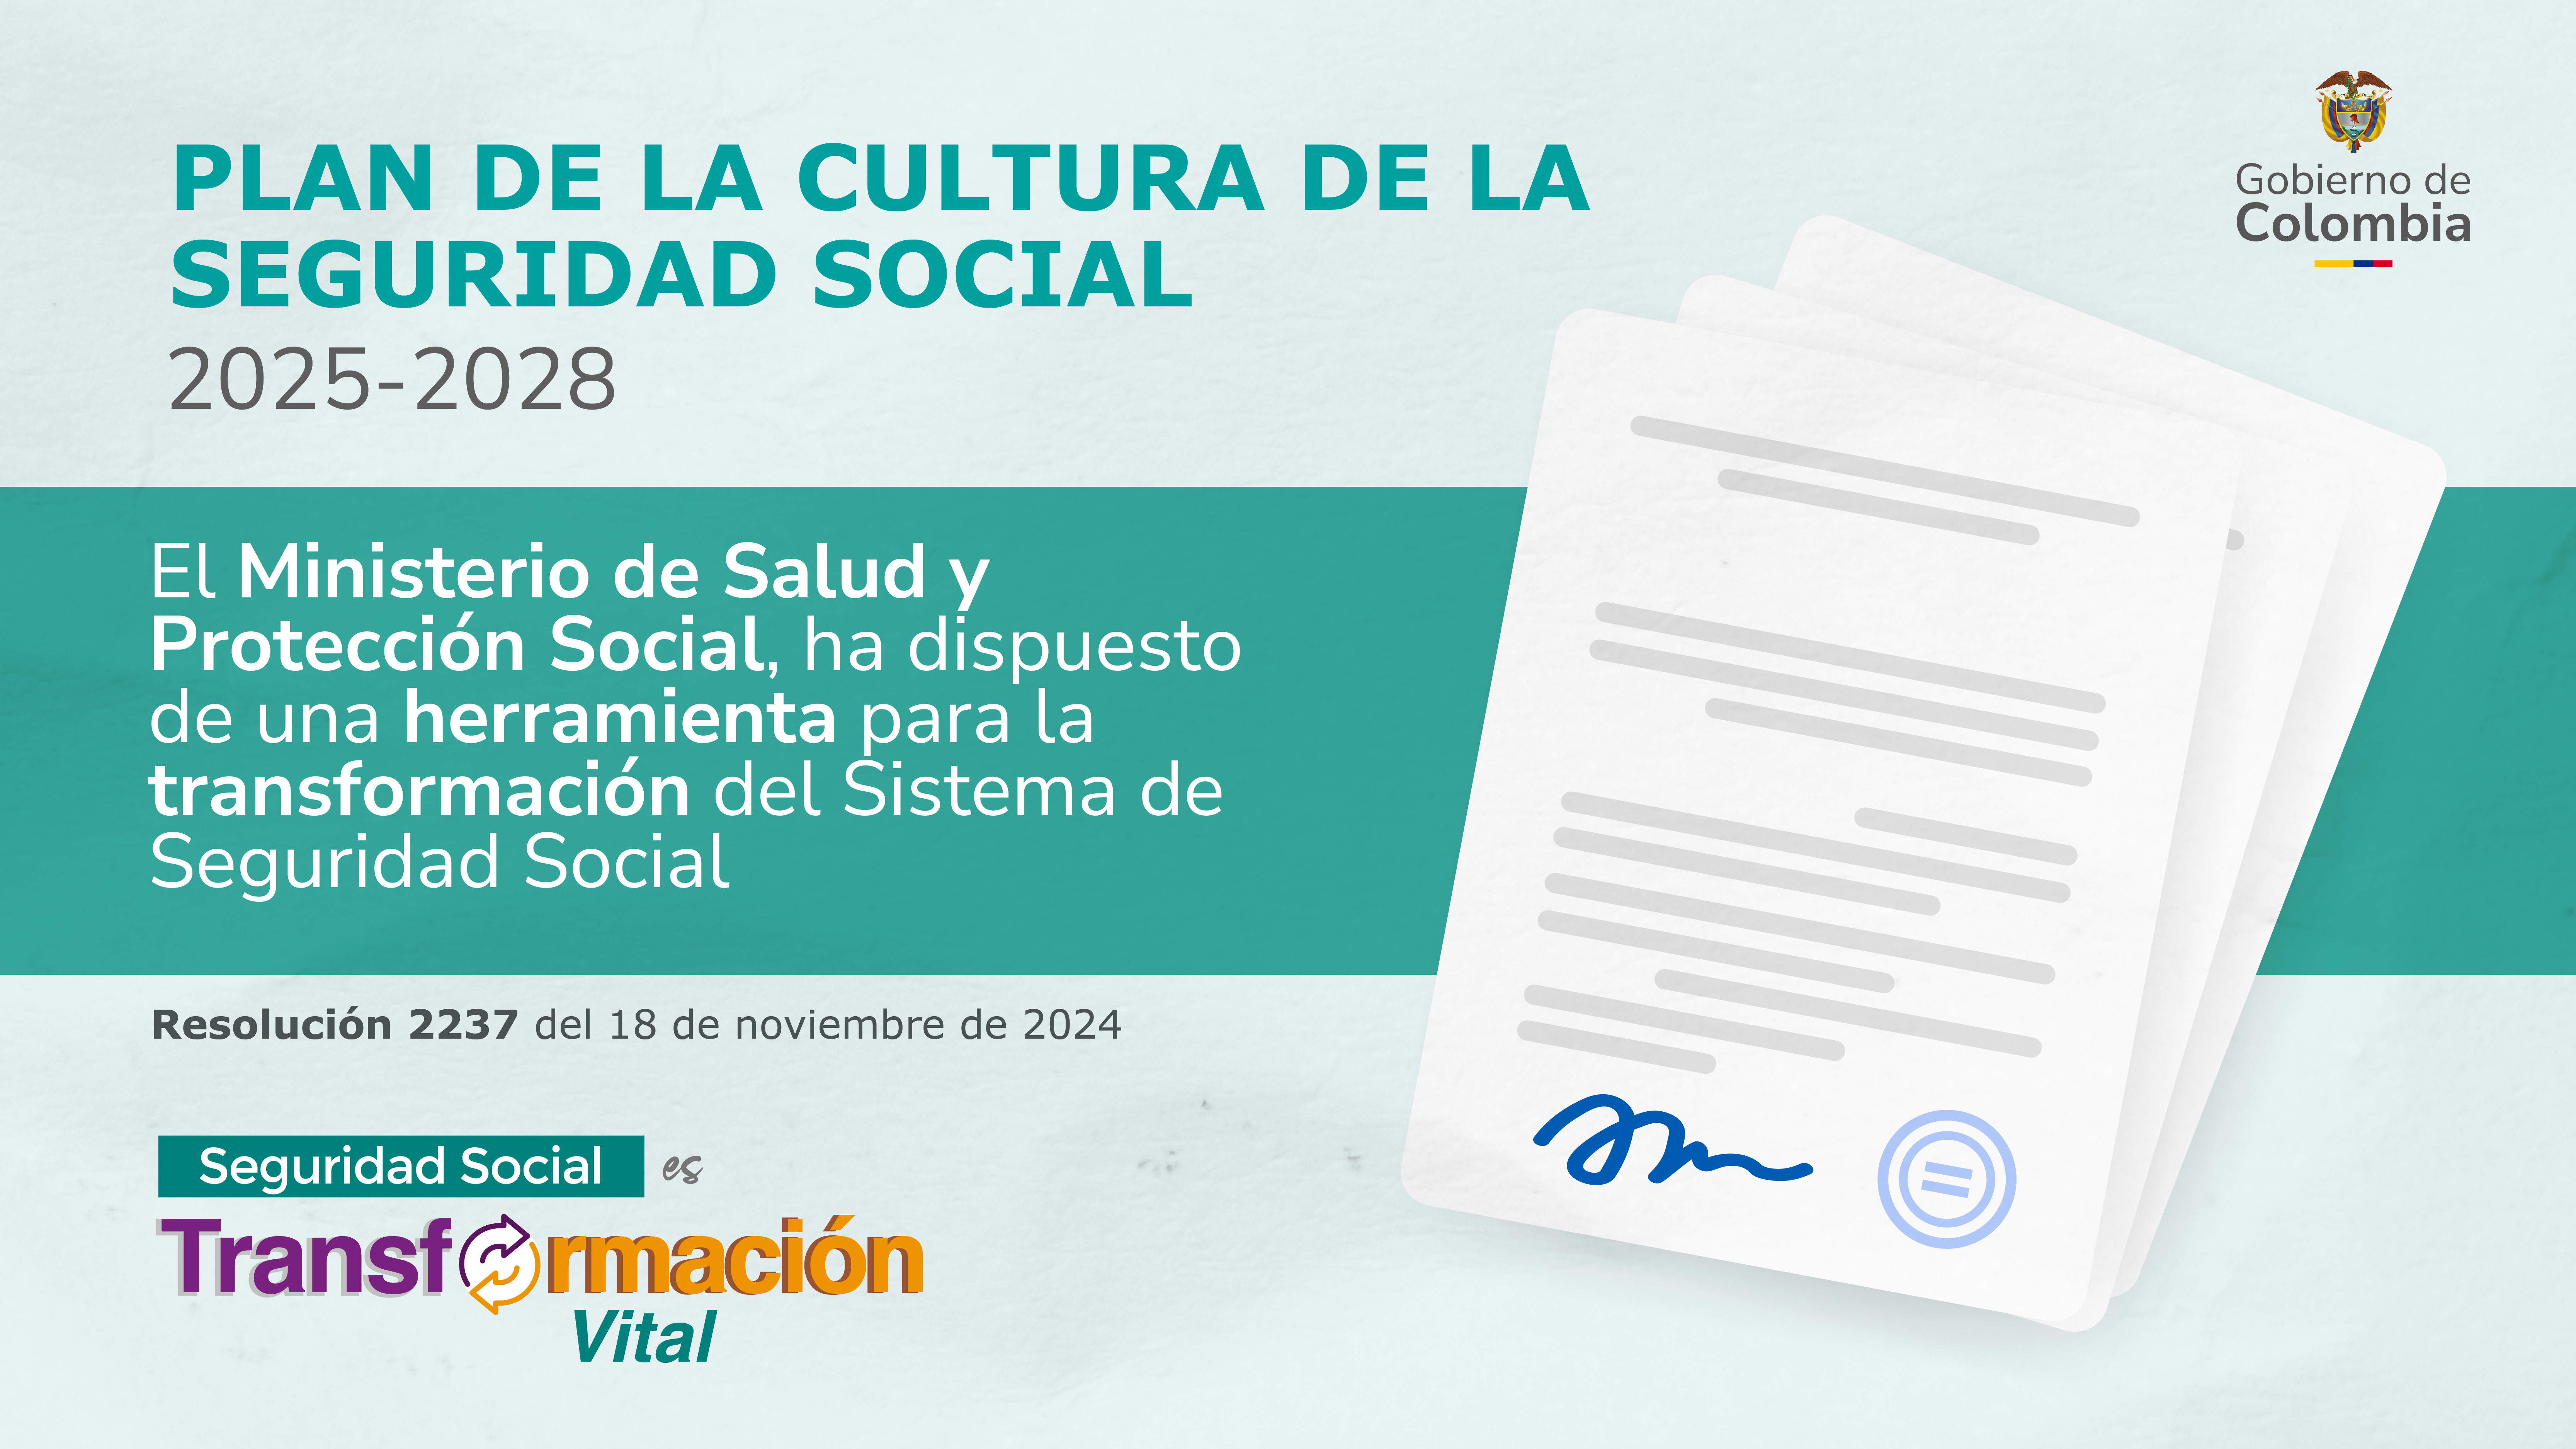 PLAN DE LA CULTURA DE LA
SEGURIDAD SOCIAL
2025-2028
Gobierno de
Colombia
El Ministerio de Salud y
Protección Social, ha dispuesto
de una herramienta para la
transformación del Sistema de
Seguridad Social
Resolución 2237 del 18 de noviembre de 2024
Seguridad Social es
Transformación
Vital